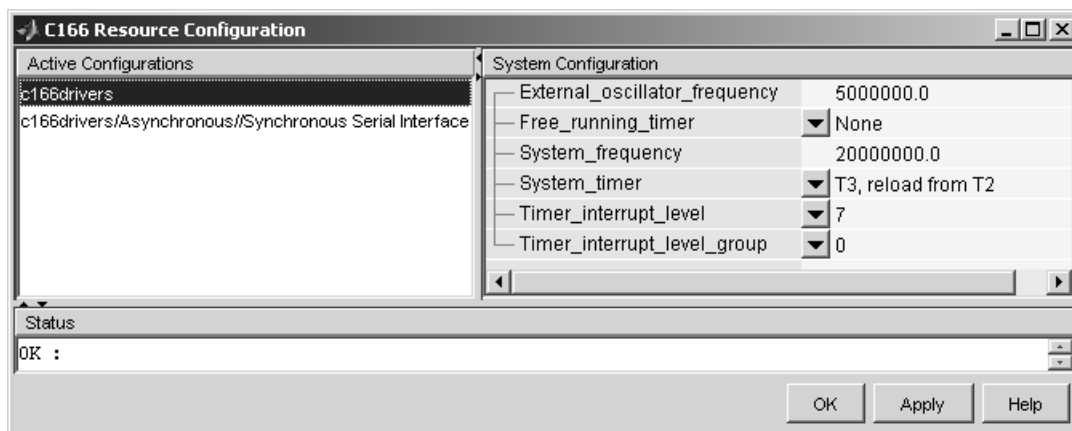 C166 Resource Configuration
Active Configurations
c166drivers
c166drivers/Asynchronous//Synchronous Serial Interface
System Configuration
External_oscillator_frequency 5000000.0
Free_running_timer None
System_frequency 20000000.0
System_timer T3, reload from T2
Timer_interrupt_level 7
Timer_interrupt_level_group 0
Status
OK :
OK Apply Help